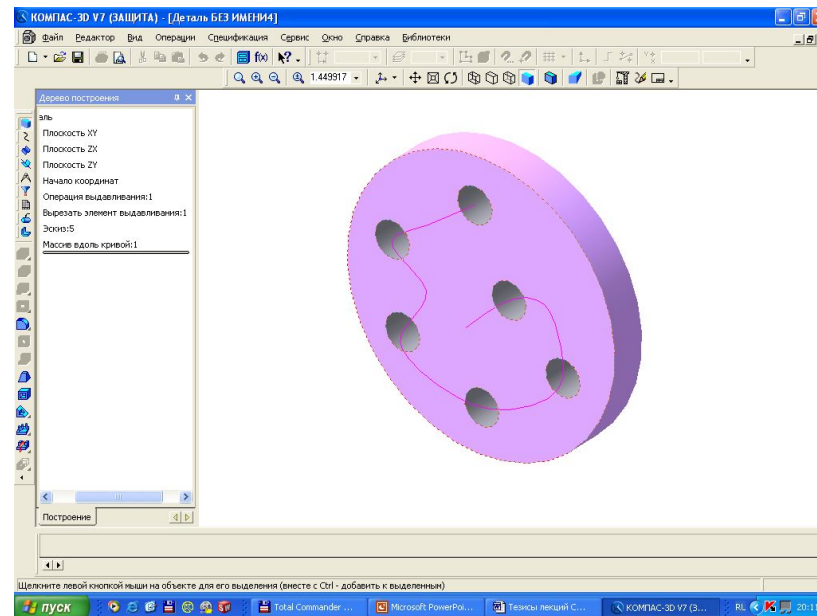 КОМПАС-3D V7 (ЗАЩИТА) - [Деталь БЕЗ ИМЕНИ4]
Файл Редактор Вид Операции Спецификация Сервис Окно Справка Библиотеки
1.449917
Дерево построения
эль
Плоскость XY
Плоскость ZX
Плоскость ZY
Начало координат
Операция выдавливания:1
Вырезать элемент выдавливания:1
Эскиз:5
Массив вдоль кривой:1
Построение
Щелкните левой кнопкой мыши на объекте для его выделения (вместе с Ctrl - добавить к выделенным)
пуск Total Commander ... Microsoft PowerPoi... Тезисы лекций С... КОМПАС-3D V7 (З... RL